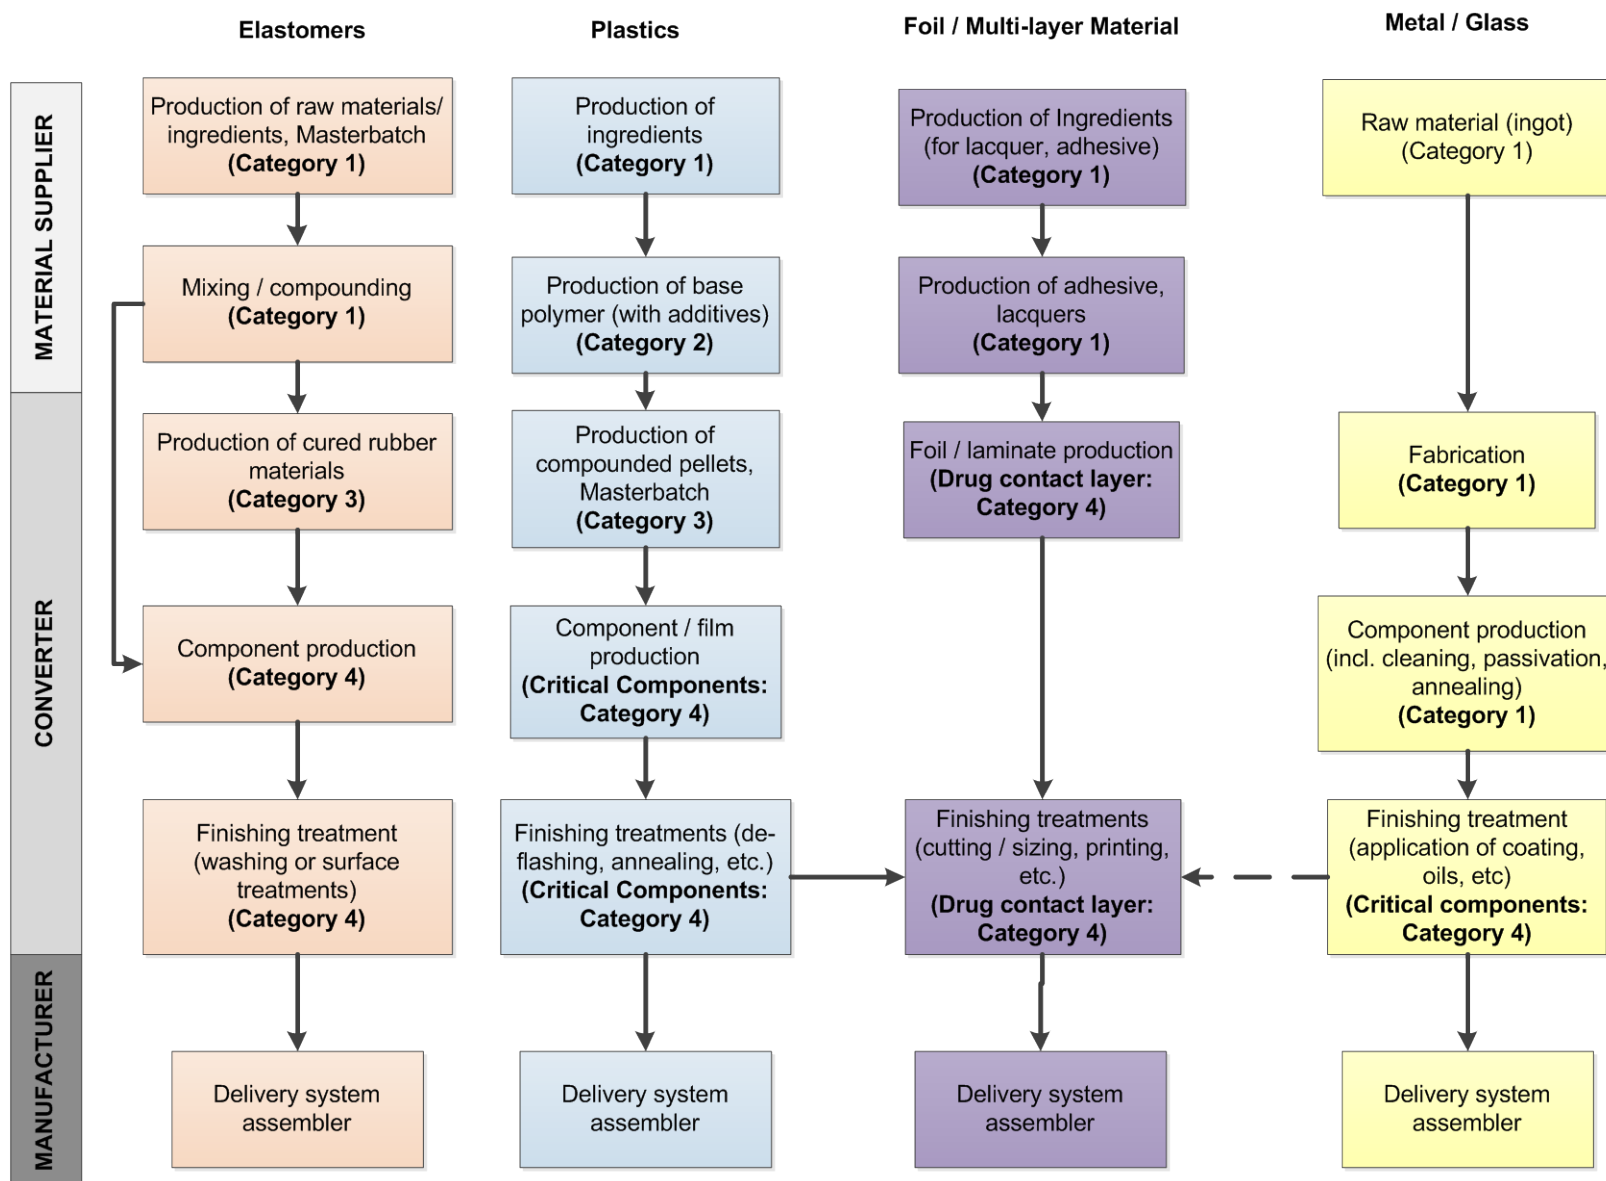 Elastomers
Plastics
Foil / Multi-layer Material
Metal / Glass
MATERIAL SUPPLIER
CONVERTER
MANUFACTURER
Production of raw materials/
ingredients, Masterbatch
(Category 1)
Mixing / compounding
(Category 1)
Production of cured rubber
materials
(Category 3)
Component production
(Category 4)
Finishing treatment
(washing or surface
treatments)
(Category 4)
Delivery system
assembler
Production of
ingredients
(Category 1)
Production of base
polymer (with additives)
(Category 2)
Production of
compounded pellets,
Masterbatch
(Category 3)
Component / film
production
(Critical Components:
Category 4)
Finishing treatments (de-
flashing, annealing, etc.)
(Critical Components:
Category 4)
Delivery system
assembler
Production of Ingredients
(for lacquer, adhesive)
(Category 1)
Production of adhesive,
lacquers
(Category 1)
Foil / laminate production
(Drug contact layer:
Category 4)
Finishing treatments
(cutting / sizing, printing,
etc.)
(Drug contact layer:
Category 4)
Delivery system
assembler
Raw material (ingot)
(Category 1)
Fabrication
(Category 1)
Component production
(incl. cleaning, passivation,
annealing)
(Category 1)
Finishing treatment
(application of coating,
oils, etc)
(Critical components:
Category 4)
Delivery system
assembler